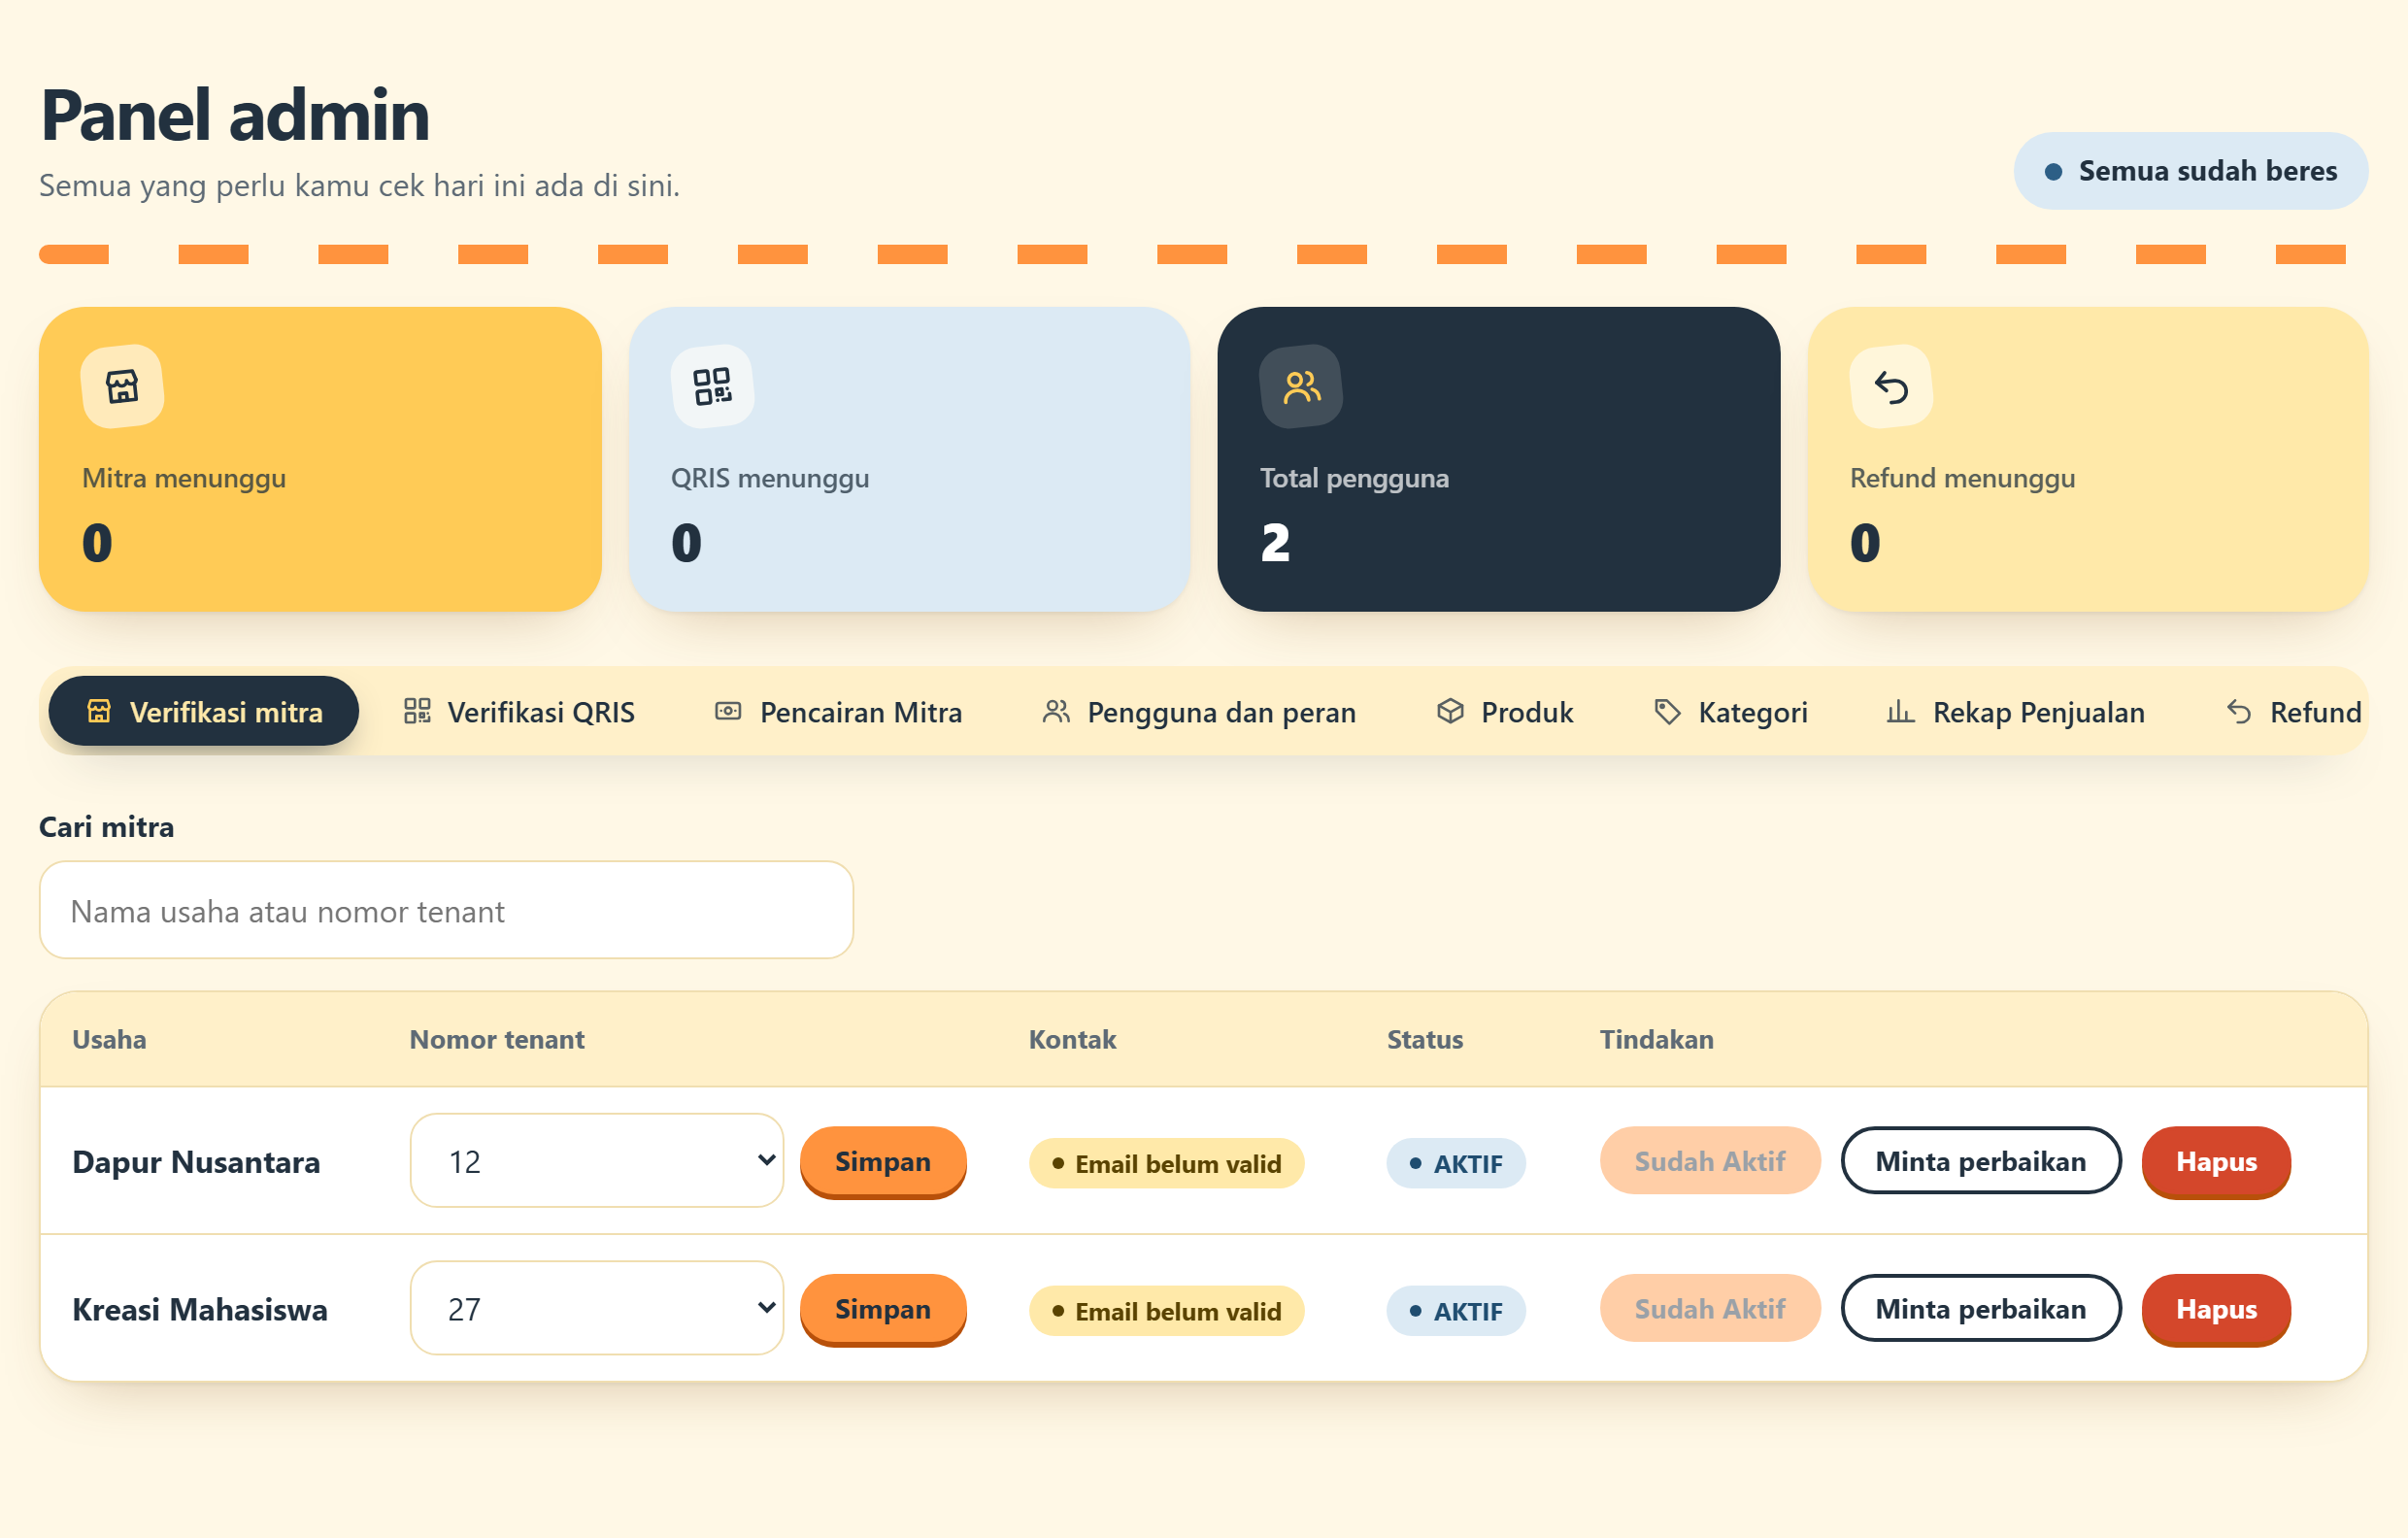 Panel admin
Semua yang perlu kamu cek hari ini ada di sini.
Semua sudah beres
Mitra menunggu
0
QRIS menunggu
0
Total pengguna
2
Refund menunggu
0
Verifikasi mitra Verifikasi QRIS Pencairan Mitra Pengguna dan peran Produk Kategori Rekap Penjualan Refund
Cari mitra
Nama usaha atau nomor tenant
Usaha Nomor tenant Kontak Status Tindakan
Dapur Nusantara 12 Simpan Email belum valid AKTIF Sudah Aktif Minta perbaikan Hapus
Kreasi Mahasiswa 27 Simpan Email belum valid AKTIF Sudah Aktif Minta perbaikan Hapus